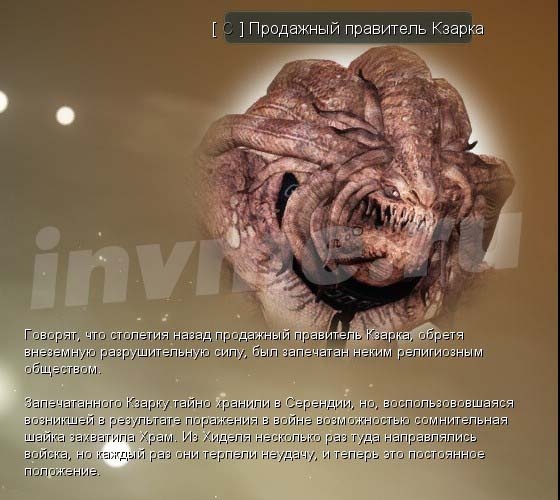 [ C ] Продажный правитель Кзарка
invme.ru
Говорят, что столетия назад продажный правитель Кзарка, обретя
внеземную разрушительную силу, был запечатан неким религиозным
обществом.
Запечатанного Кзарку тайно хранили в Серендии, но, воспользовавшаяся
возникшей в результате поражения в войне возможностью сомнительная
шайка захватила Храм. Из Хиделя несколько раз туда направлялись
войска, но каждый раз они терпели неудачу, и теперь это постоянное
положение.